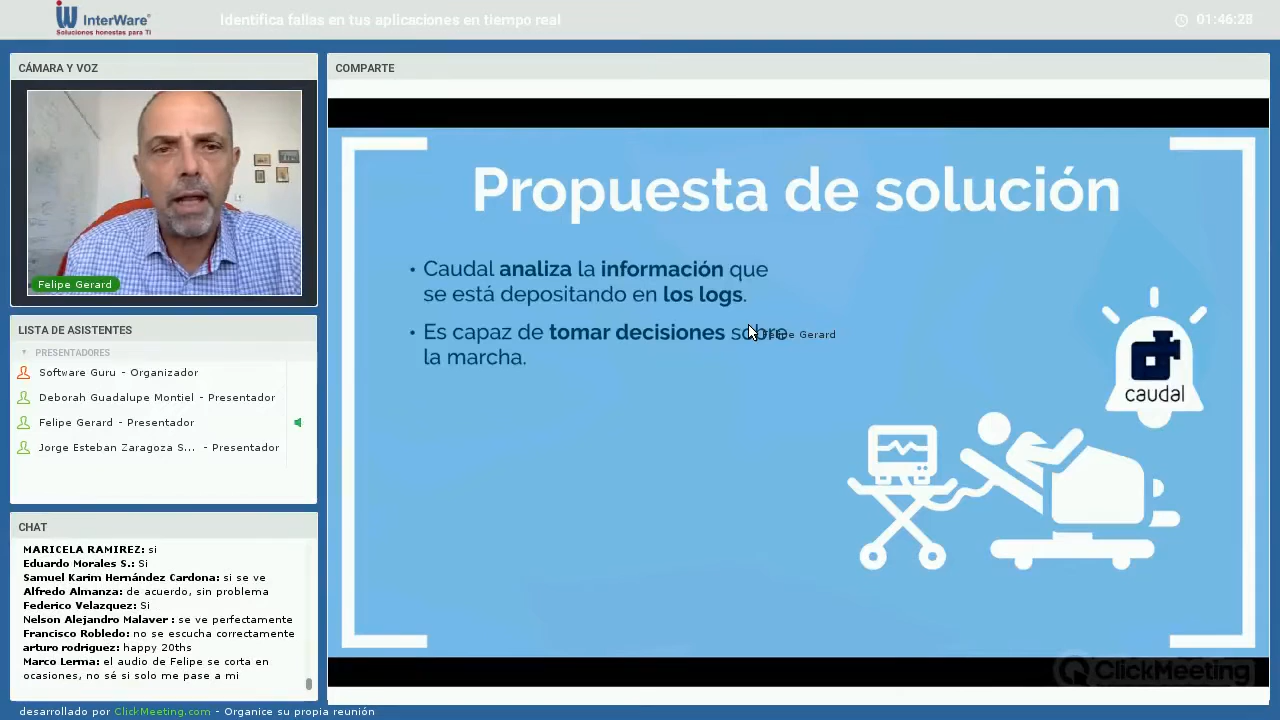 InterWare®
Soluciones honestas para TI
Identifica fallas en tus aplicaciones en tiempo real
01:46:28
CÁMARA Y VOZ
Felipe Gerard
LISTA DE ASISTENTES
PRESENTADORES
Software Guru - Organizador
Deborah Guadalupe Montiel - Presentador
Felipe Gerard - Presentador
Jorge Esteban Zaragoza S... - Presentador
CHAT
MARICELA RAMIREZ: si
Eduardo Morales S.: Si
Samuel Karim Hernández Cardona: si se ve
Alfredo Almanza: de acuerdo, sin problema
Federico Velazquez: Si
Nelson Alejandro Malaver : se ve perfectamente
Francisco Robledo: no se escucha correctamente
arturo rodriguez: happy 20ths
Marco Lerma: el audio de Felipe se corta en
ocasiones, no sé si solo me pase a mi
COMPARTE
Propuesta de solución
• Caudal analiza la información que
se está depositando en los logs.
• Es capaz de tomar decisiones sobre
la marcha.
Felipe Gerard
caudal
ClickMeeting
desarrollado por ClickMeeting.com - Organice su propia reunión